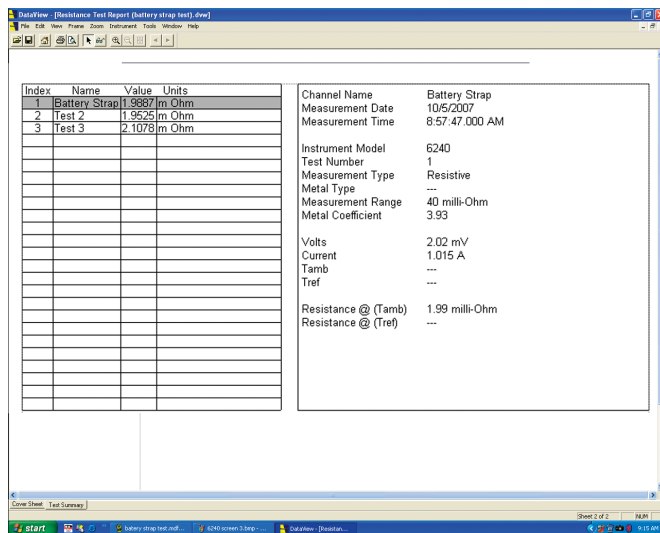 DataView - [Resistance Test Report (battery strap test).dvw]
File Edit View Frame Zoom Instrument Tools Window Help
Index Name Value Units
1 Battery Strap 1.9887 m Ohm
2 Test 2 1.9525 m Ohm
3 Test 3 2.1078 m Ohm
Channel Name Battery Strap
Measurement Date 10/5/2007
Measurement Time 8:57:47.000 AM
Instrument Model 6240
Test Number 1
Measurement Type Resistive
Metal Type ---
Measurement Range 40 milli-Ohm
Metal Coefficient 3.93
Volts 2.02 mV
Current 1.015 A
Tamb ---
Tref ---
Resistance @ (Tamb) 1.99 milli-Ohm
Resistance @ (Tref) ---
Cover Sheet Test Summary
Sheet 2 of 2 NUM
start batery strap test.mdf... 6240 screen 3.bmp - ... DataView - [Resistan... 9:15 AM